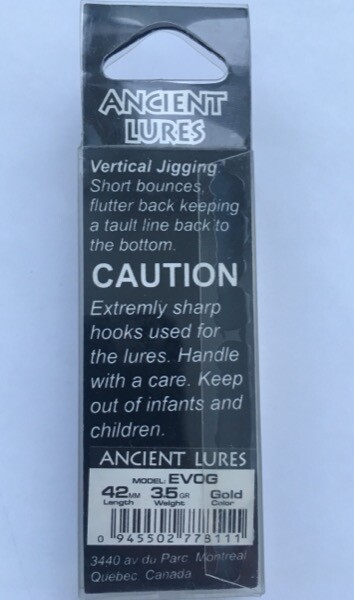 ANCIENT
LURES
Vertical Jigging:
Short bounces,
flutter back keeping
a tault line back to
the bottom.
CAUTION
Extremly sharp
hooks used for
the lures. Handle
with a care. Keep
out of infants and
children.
ANCIENT LURES
MODEL: EVOG
42MM 3.5GR Gold
Length Weight Color
0 945502 778111
3440 av du Parc Montreal
Quebec Canada